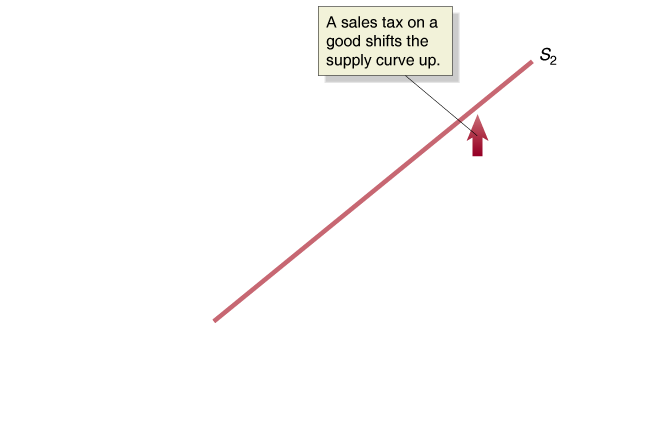 A sales tax on a
good shifts the
supply curve up.
S2